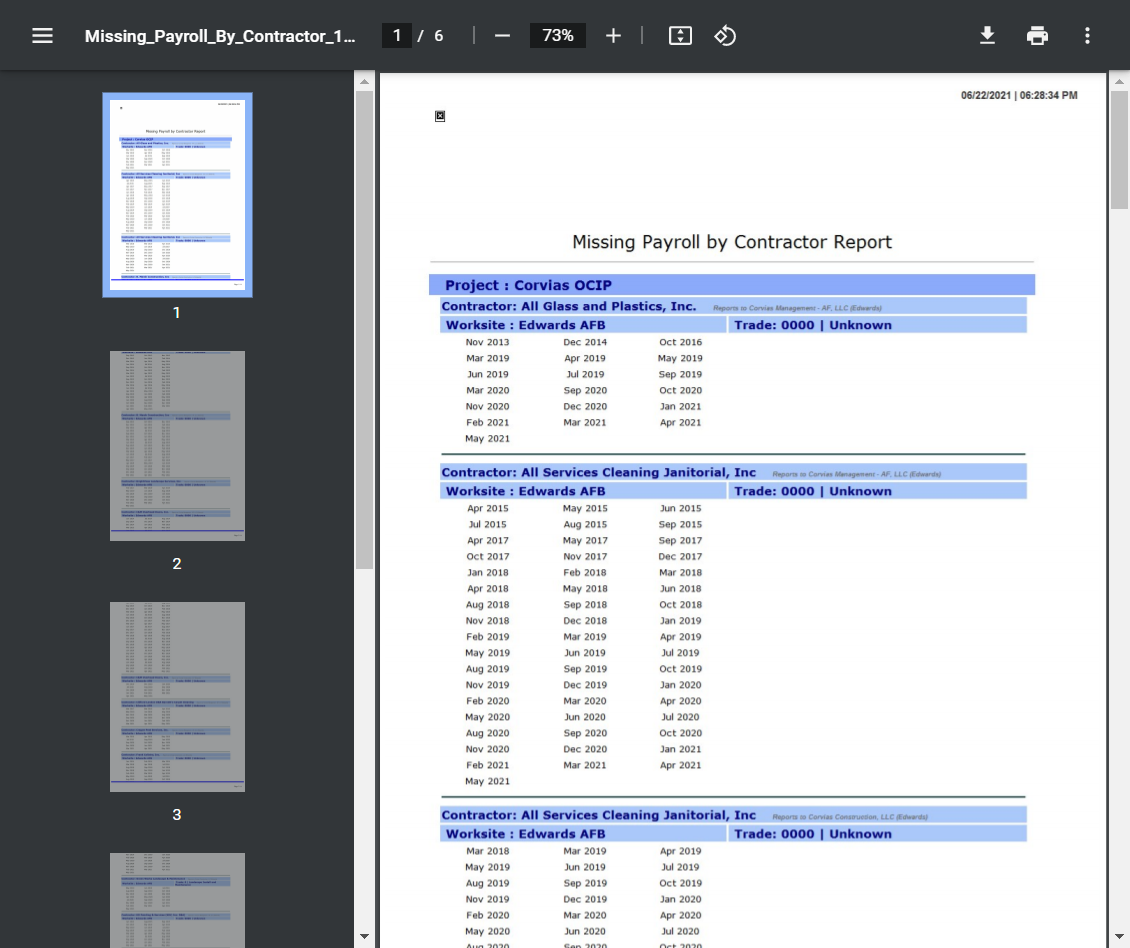 Missing_Payroll_By_Contractor_1... 1 / 6 73%
06/22/2021 | 06:28:34 PM
Missing Payroll by Contractor Report
Project : Corvias OCIP
Contractor: All Glass and Plastics, Inc. Reports to Corvias Management - AF, LLC (Edwards)
Worksite : Edwards AFB Trade: 0000 | Unknown
Nov 2013 Dec 2014 Oct 2016
Mar 2019 Apr 2019 May 2019
Jun 2019 Jul 2019 Sep 2019
Mar 2020 Sep 2020 Oct 2020
Nov 2020 Dec 2020 Jan 2021
Feb 2021 Mar 2021 Apr 2021
May 2021
Contractor: All Services Cleaning Janitorial, Inc Reports to Corvias Management - AF, LLC (Edwards)
Worksite : Edwards AFB Trade: 0000 | Unknown
Apr 2015 May 2015 Jun 2015
Jul 2015 Aug 2015 Sep 2015
Apr 2017 May 2017 Sep 2017
Oct 2017 Nov 2017 Dec 2017
Jan 2018 Feb 2018 Mar 2018
Apr 2018 May 2018 Jun 2018
Aug 2018 Sep 2018 Oct 2018
Nov 2018 Dec 2018 Jan 2019
Feb 2019 Mar 2019 Apr 2019
May 2019 Jun 2019 Jul 2019
Aug 2019 Sep 2019 Oct 2019
Nov 2019 Dec 2019 Jan 2020
Feb 2020 Mar 2020 Apr 2020
May 2020 Jun 2020 Jul 2020
Aug 2020 Sep 2020 Oct 2020
Nov 2020 Dec 2020 Jan 2021
Feb 2021 Mar 2021 Apr 2021
May 2021
Contractor: All Services Cleaning Janitorial, Inc Reports to Corvias Construction, LLC (Edwards)
Worksite : Edwards AFB Trade: 0000 | Unknown
Mar 2018 Mar 2019 Apr 2019
May 2019 Jun 2019 Jul 2019
Aug 2019 Sep 2019 Oct 2019
Nov 2019 Dec 2019 Jan 2020
Feb 2020 Mar 2020 Apr 2020
May 2020 Jun 2020 Jul 2020
Aug 2020 Sep 2020 Oct 2020
1
2
3